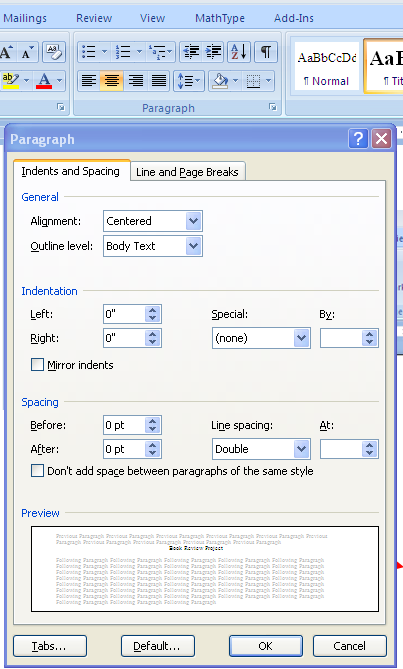 Mailings Review View MathType Add-Ins
A A Aa
ab A
A Z ¶
AaBbCcDd AaB
¶ Normal ¶ Tit
Paragraph
Paragraph ? X
Indents and Spacing Line and Page Breaks
General
Alignment: Centered
Outline level: Body Text
Indentation
Left: 0" Special: By:
Right: 0" (none)
Mirror indents
Spacing
Before: 0 pt Line spacing: At:
After: 0 pt Double
Don't add space between paragraphs of the same style
Preview
Previous Paragraph Previous Paragraph Previous Paragraph Previous Paragraph Previous Paragraph Previous
Paragraph Previous Paragraph Previous Paragraph Previous Paragraph Previous Paragraph
Book Review Project
Following Paragraph Following Paragraph Following Paragraph Following Paragraph Following Paragraph
Following Paragraph Following Paragraph Following Paragraph Following Paragraph Following Paragraph
Following Paragraph Following Paragraph Following Paragraph Following Paragraph Following Paragraph
Following Paragraph Following Paragraph Following Paragraph Following Paragraph Following Paragraph
Following Paragraph Following Paragraph Following Paragraph Following Paragraph Following Paragraph
Following Paragraph Following Paragraph Following Paragraph Following Paragraph Following Paragraph
Following Paragraph Following Paragraph Following Paragraph Following Paragraph Following Paragraph
Following Paragraph Following Paragraph Following Paragraph
Tabs... Default... OK Cancel